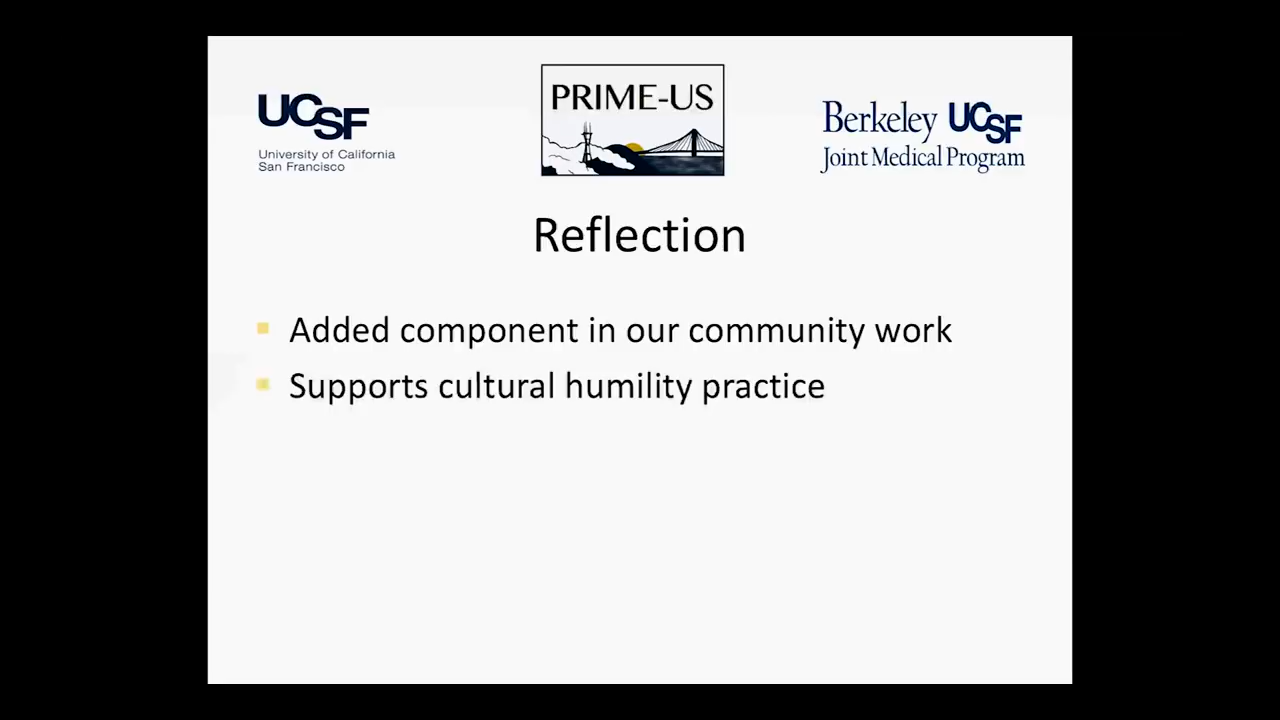 UCSF
University of California
San Francisco
PRIME-US
Berkeley UCSF
Joint Medical Program
Reflection
Added component in our community work
Supports cultural humility practice